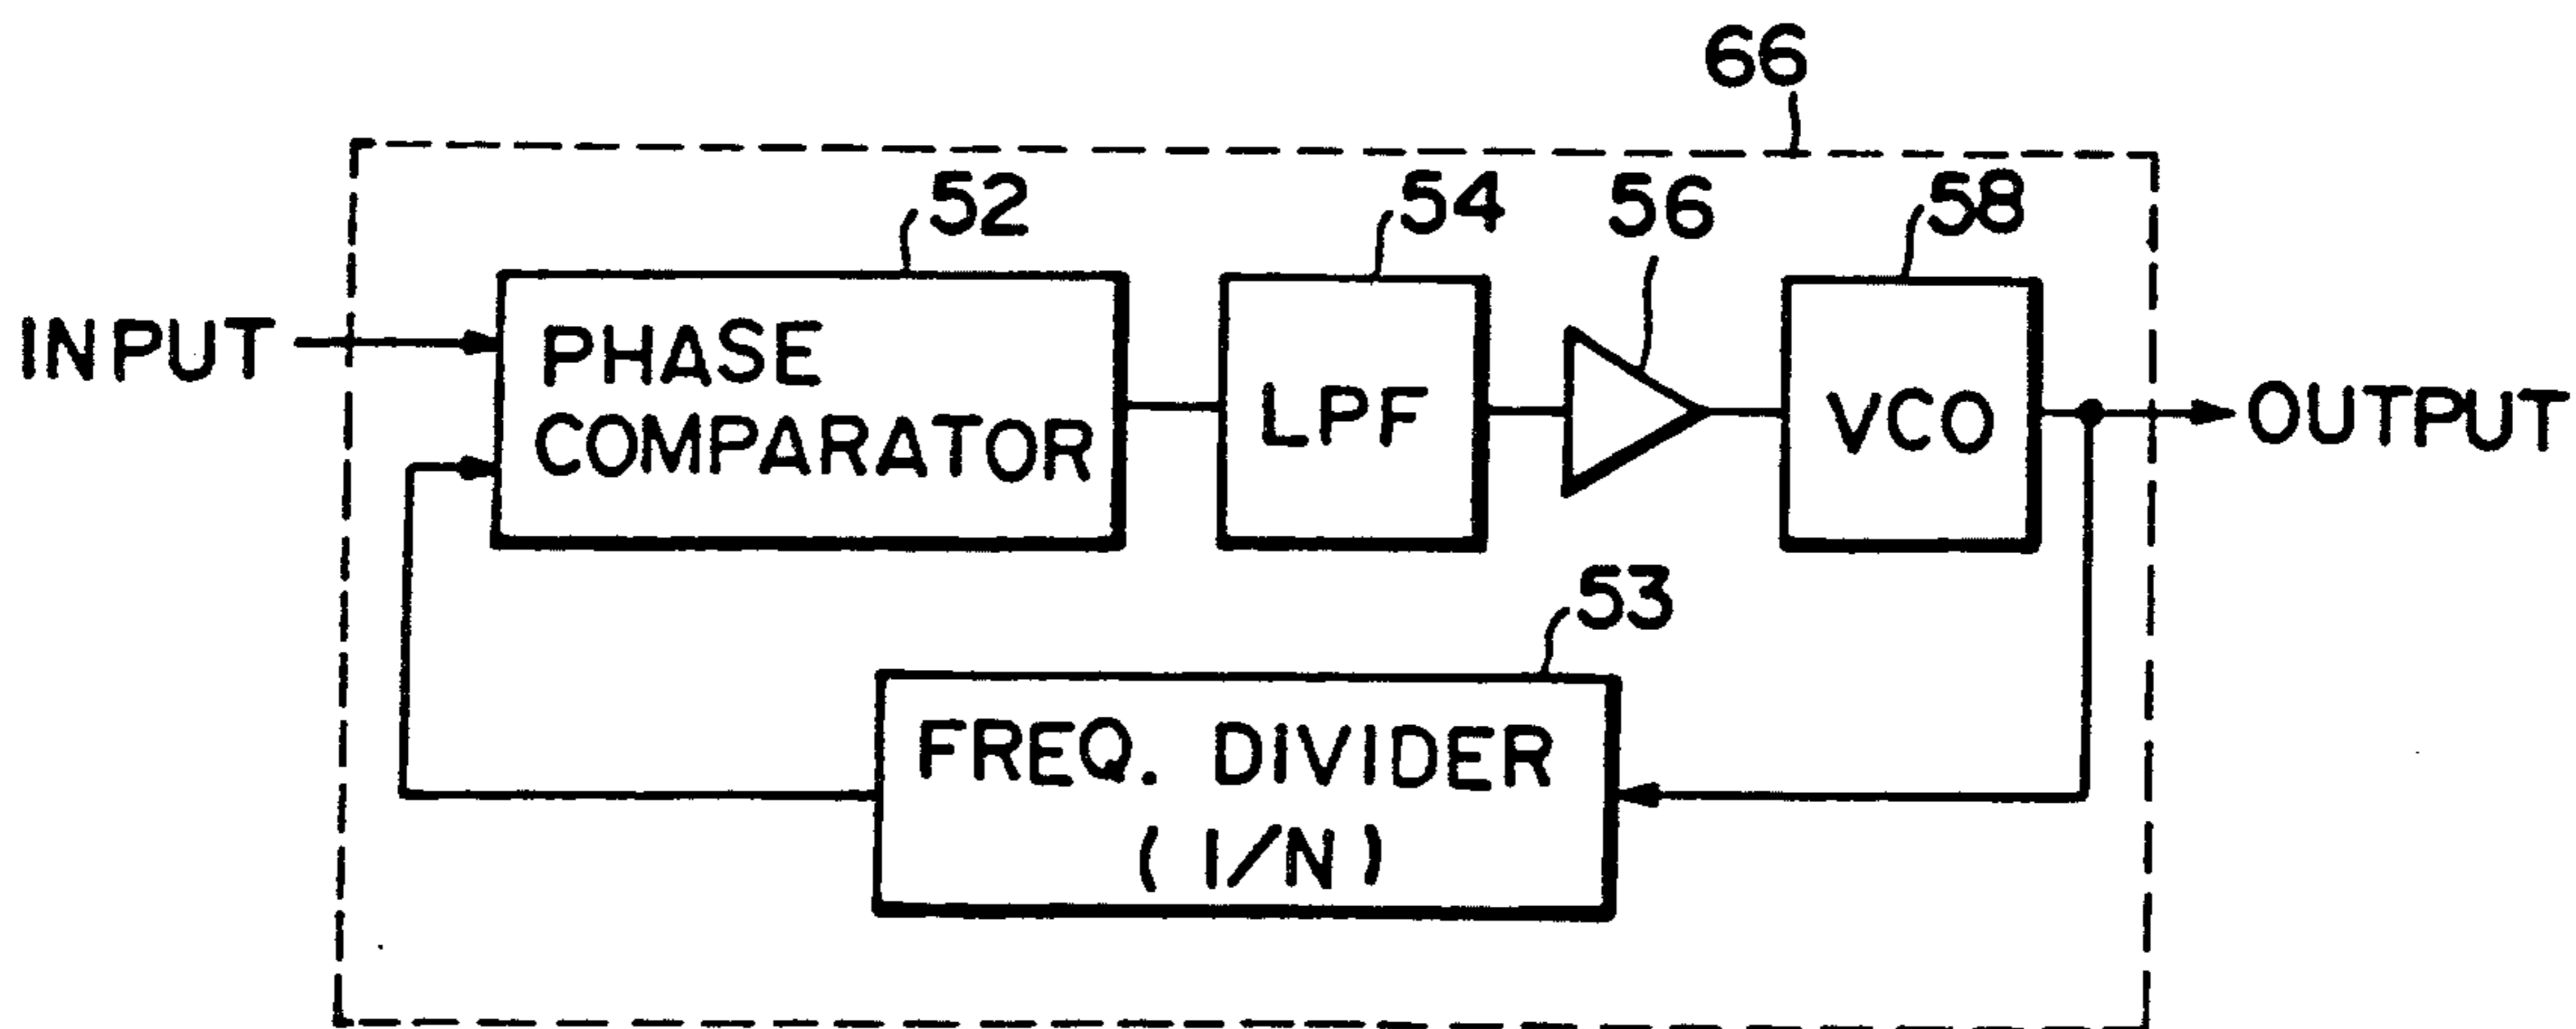 66
52
54
56
58
INPUT
PHASE
COMPARATOR
LPF
VCO
OUTPUT
53
FREQ. DIVIDER
(1/N)